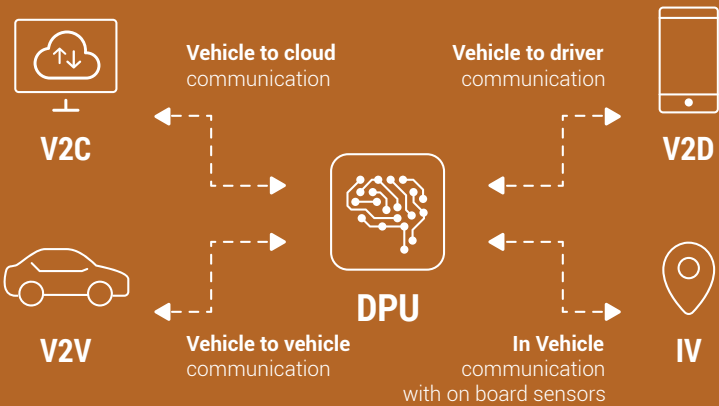 Vehicle to cloud
communication
V2C
Vehicle to driver
communication
V2D
DPU
V2V
Vehicle to vehicle
communication
In Vehicle
communication
with on board sensors
IV